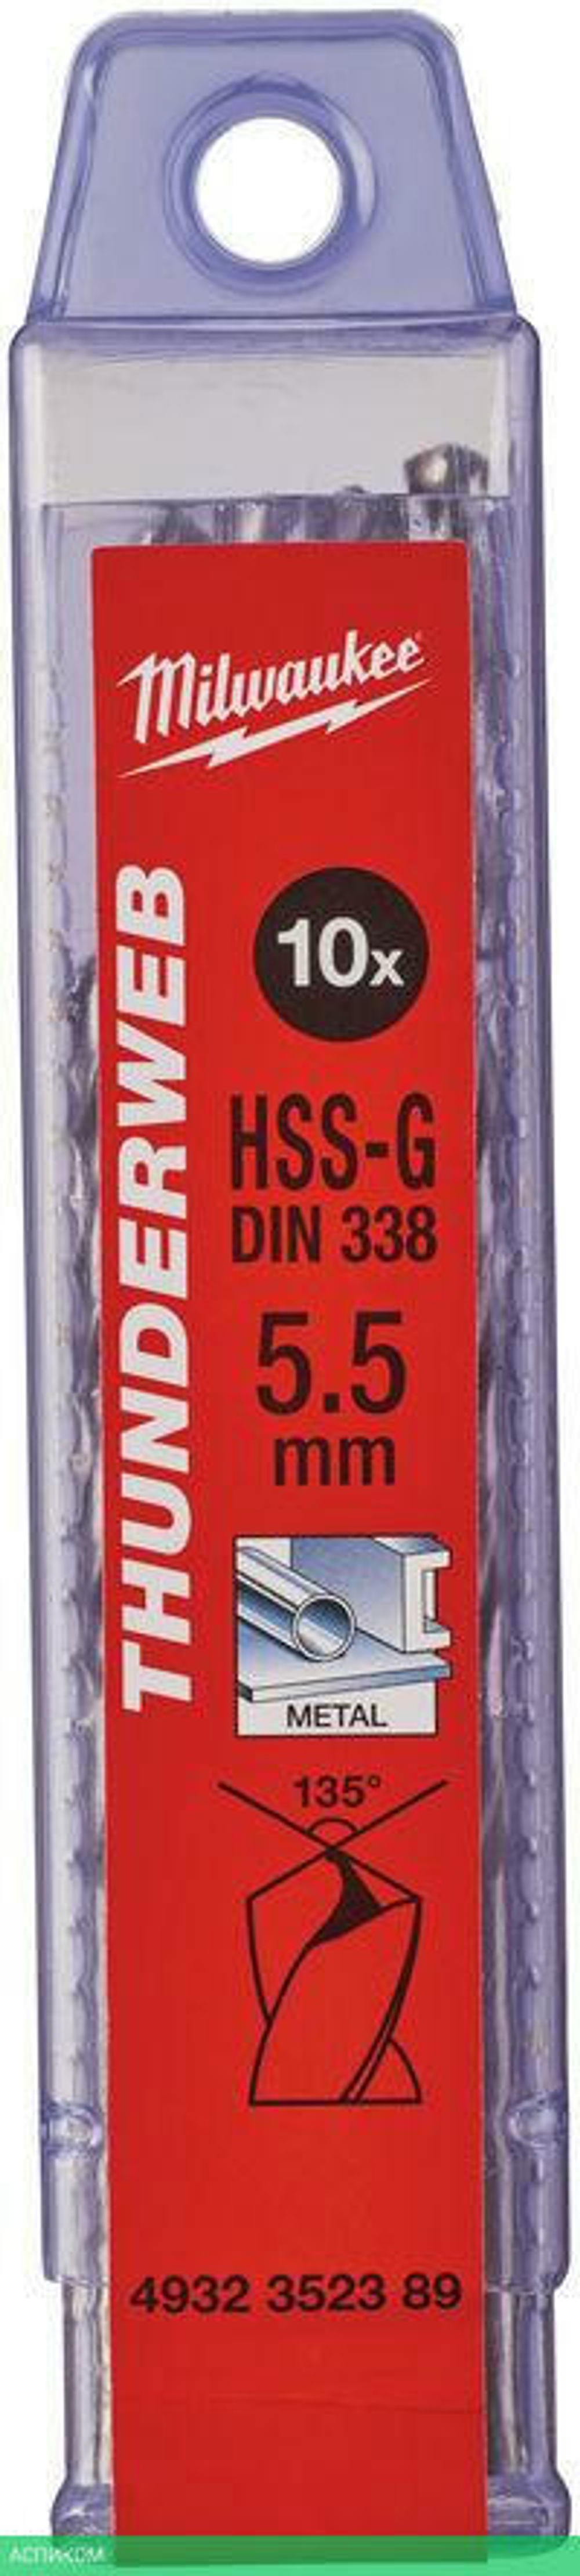 Milwaukee
THUNDERWEB
10x
HSS-G
DIN 338
5.5
mm
METAL
135°
4932 3523 89
АСПИКОМ